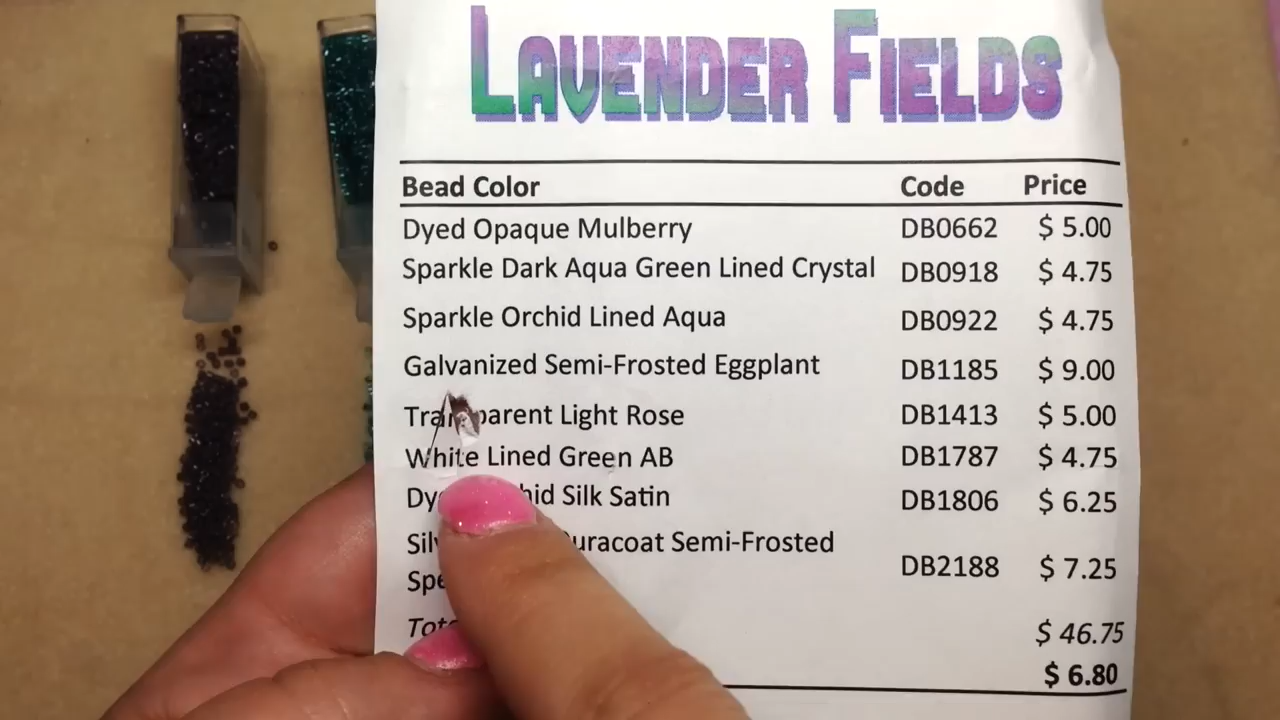 LAVENDER FIELDS
Bead Color Code Price
Dyed Opaque Mulberry DB0662 $ 5.00
Sparkle Dark Aqua Green Lined Crystal DB0918 $ 4.75
Sparkle Orchid Lined Aqua DB0922 $ 4.75
Galvanized Semi-Frosted Eggplant DB1185 $ 9.00
Transparent Light Rose DB1413 $ 5.00
White Lined Green AB DB1787 $ 4.75
Silk Satin DB1806 $ 6.25
Semi-Frosted
DB2188 $ 7.25
$ 46.75
$ 6.80